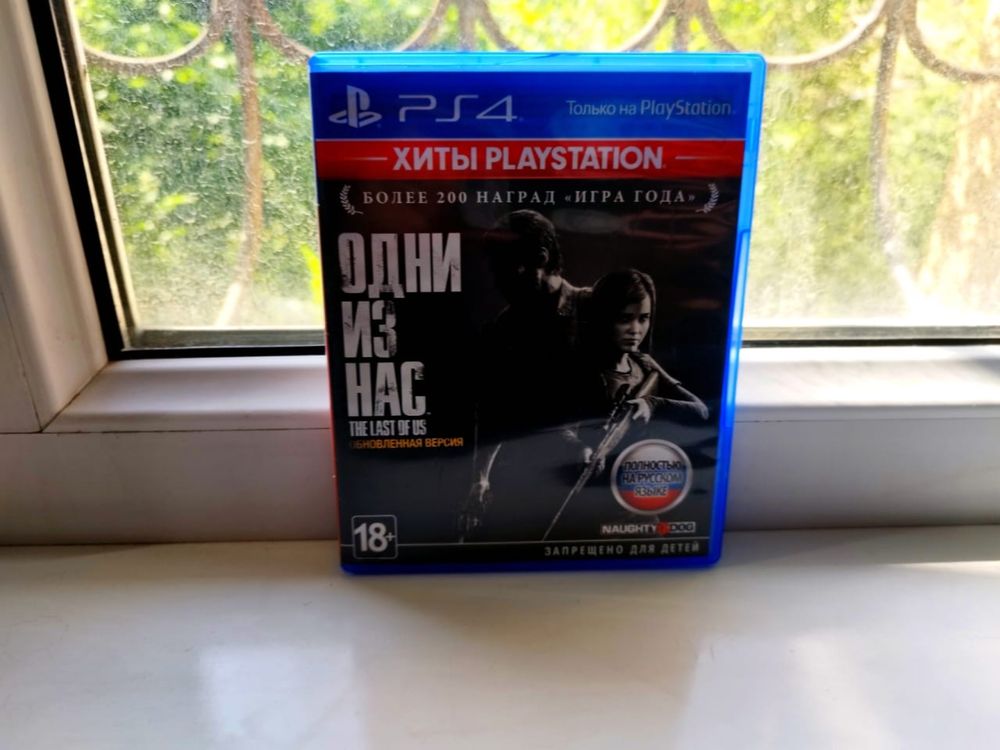 PS4
Только на PlayStation
ХИТЫ PLAYSTATION
БОЛЕЕ 200 НАГРАД «ИГРА ГОДА»
ОДНИ
ИЗ
НАС
THE LAST OF US
ОБНОВЛЕННАЯ ВЕРСИЯ
ПОЛНОСТЬЮ
НА РУССКОМ
ЯЗЫКЕ
NAUGHTY DOG
18+
ЗАПРЕЩЕНО ДЛЯ ДЕТЕЙ